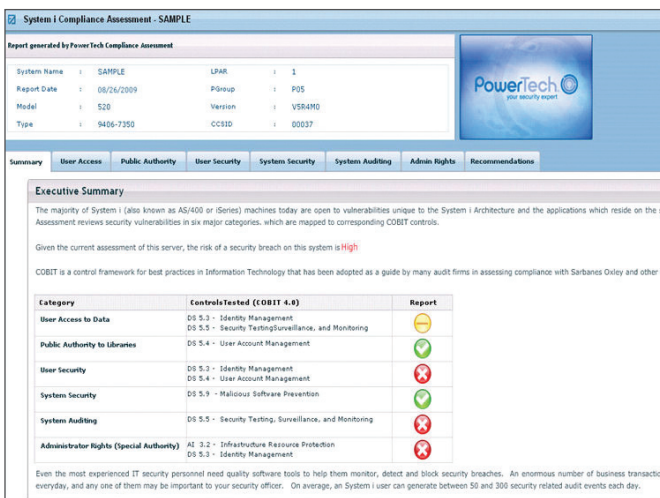 System i Compliance Assessment - SAMPLE
Report generated by PowerTech Compliance Assessment
System Name : SAMPLE LPAR : 1
Report Date : 08/26/2009 PGroup : P05
Model : 520 Version : V5R4M0
Type : 9406-7350 CCSID : 00037
PowerTech
your security expert
Summary User Access Public Authority User Security System Security System Auditing Admin Rights Recommendations
Executive Summary
The majority of System i (also known as AS/400 or iSeries) machines today are open to vulnerabilities unique to the System i Architecture and the applications which reside on the
Assessment reviews security vulnerabilities in six major categories. which are mapped to corresponding COBIT controls.
Given the current assessment of this server, the risk of a security breach on this system is High
COBIT is a control framework for best practices in Information Technology that has been adopted as a guide by many audit firms in assessing compliance with Sarbanes Oxley and other
Category ControlsTested (COBIT 4.0) Report
User Access to Data DS 5.3 - Identity Management
DS 5.5 - Security TestingSurveillance, and Monitoring
Public Authority to Libraries DS 5.4 - User Account Management
User Security DS 5.3 - Identity Management
DS 5.4 - User Account Management
System Security DS 5.9 - Malicious Software Prevention
System Auditing DS 5.5 - Security Testing, Surveillance, and Monitoring
Administrator Rights (Special Authority) AI 3.2 - Infrastructure Resource Protection
DS 5.3 - Identity Management
Even the most experienced IT security personnel need quality software tools to help them monitor, detect and block security breaches. An enormous number of business
everyday, and any one of them may be important to your security officer. On average, an System i user can generate between 50 and 300 security related audit events each day.